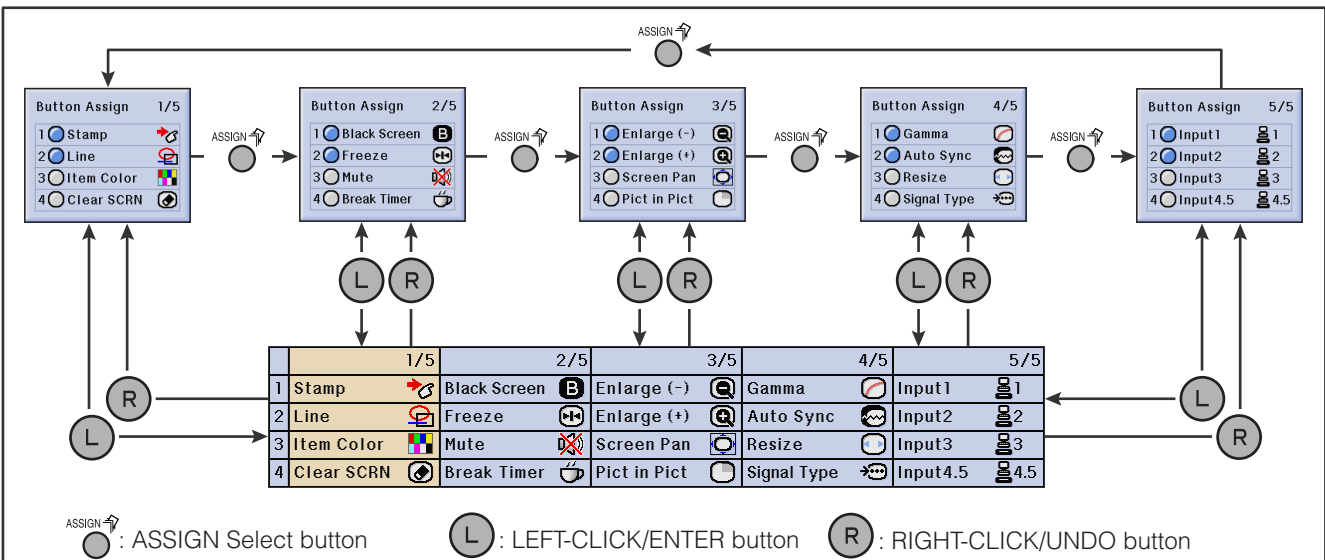 ASSIGN
Button Assign 1/5
1 Stamp
2 Line
3 Item Color
4 Clear SCRN
ASSIGN
Button Assign 2/5
1 Black Screen B
2 Freeze
3 Mute
4 Break Timer
ASSIGN
Button Assign 3/5
1 Enlarge (-)
2 Enlarge (+)
3 Screen Pan
4 Pict in Pict
ASSIGN
Button Assign 4/5
1 Gamma
2 Auto Sync
3 Resize
4 Signal Type
ASSIGN
Button Assign 5/5
1 Input1 1
2 Input2 2
3 Input3 3
4 Input4.5 4.5
L R L R L R
R L
L R
1/5 2/5 3/5 4/5 5/5
1 Stamp Black Screen B Enlarge (-) Gamma Input1 1
2 Line Freeze Enlarge (+) Auto Sync Input2 2
3 Item Color Mute Screen Pan Resize Input3 3
4 Clear SCRN Break Timer Pict in Pict Signal Type Input4.5 4.5
ASSIGN : ASSIGN Select button L : LEFT-CLICK/ENTER button R : RIGHT-CLICK/UNDO button